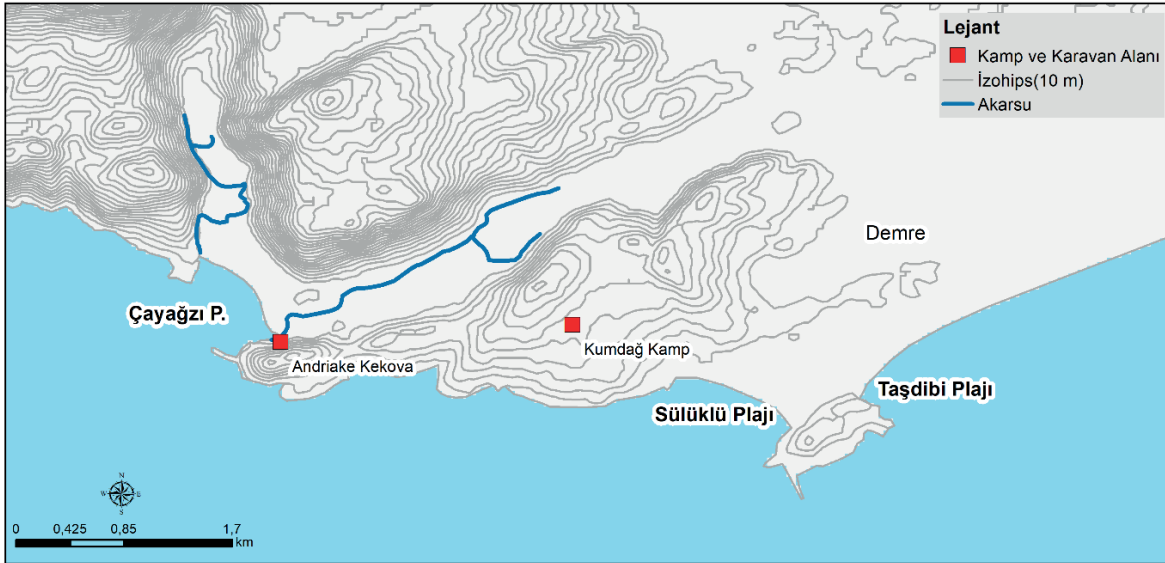 Lejant
Kamp ve Karavan Alanı
İzohips(10 m)
Akarsu
Demre
Çayağzı P.
Kumdağ Kamp
Andriake Kekova
Taşdibi Plajı
Sülüklü Plajı
N
W E
S
0 0,425 0,85 1,7
km